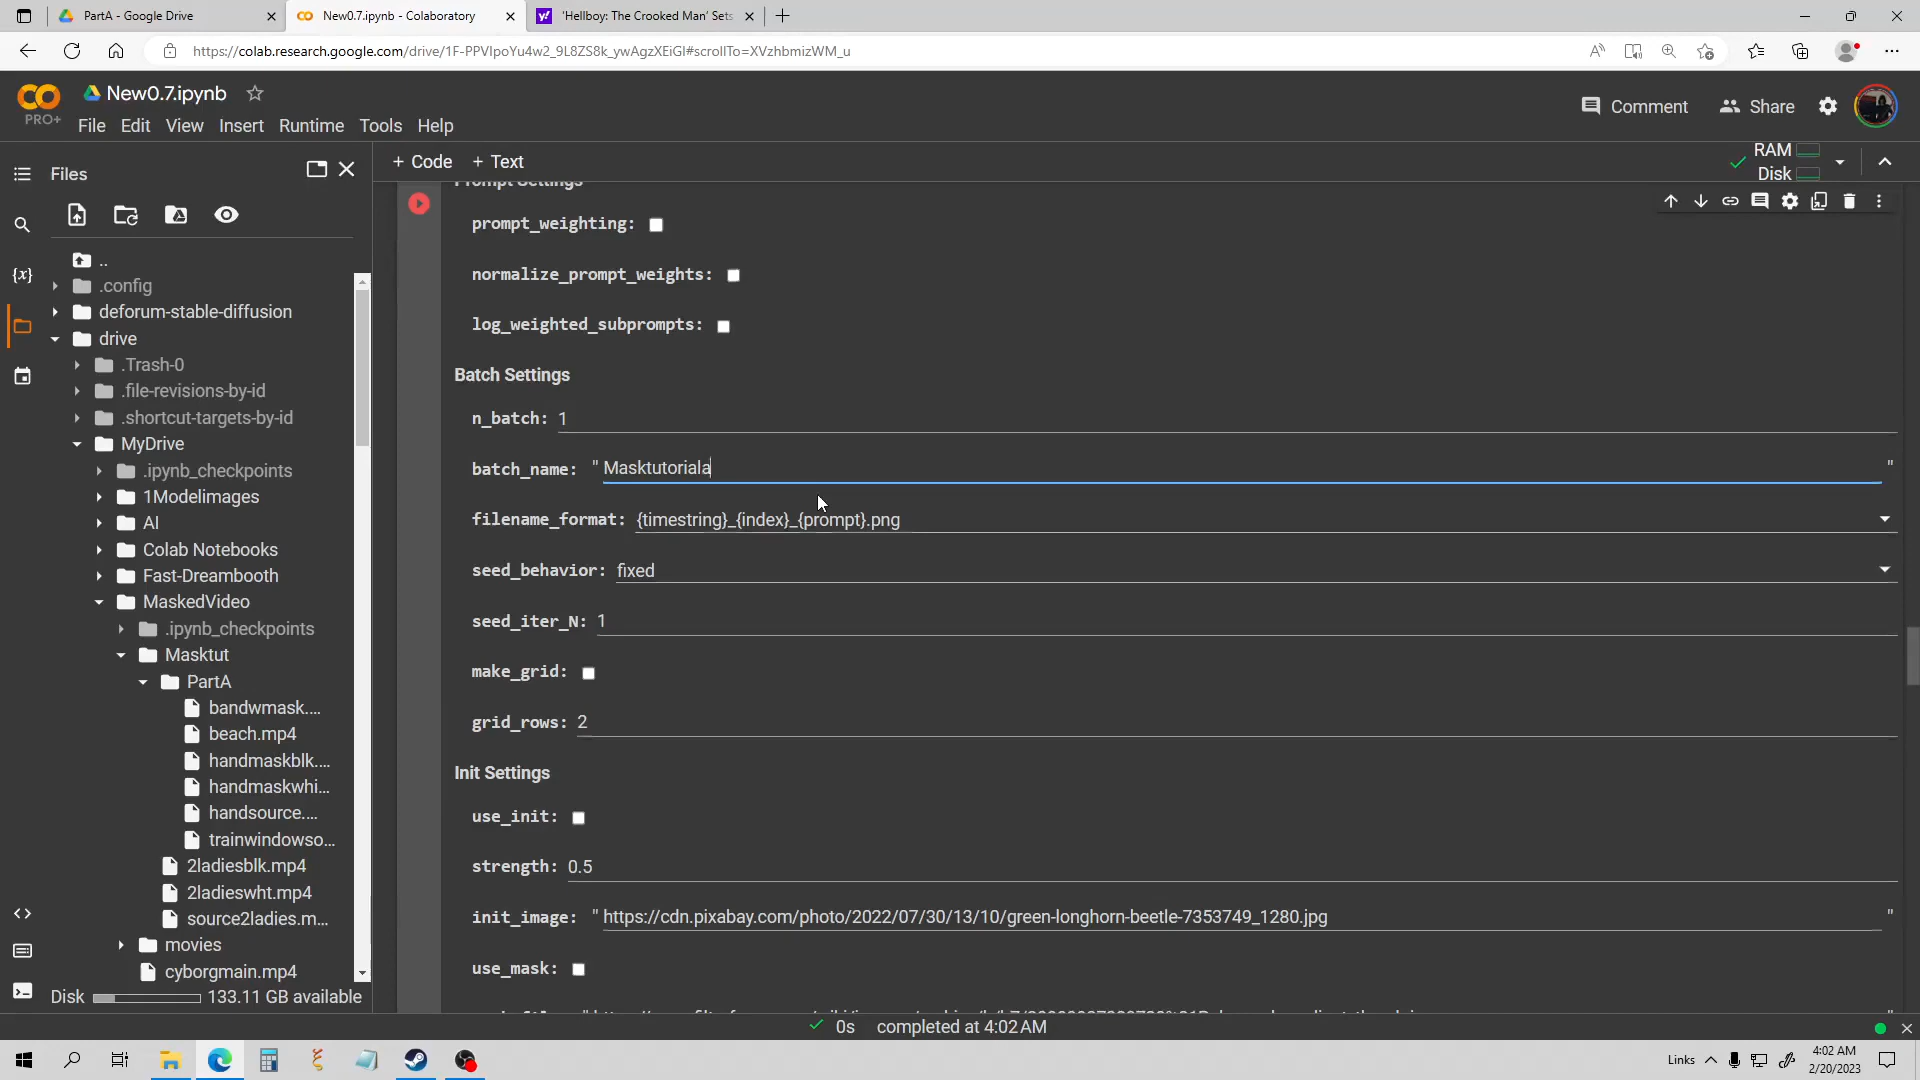 PartA - Google Drive
New0.7.ipynb - Colaboratory
'Hellboy: The Crooked Man' Sets
https://colab.research.google.com/drive/1F-PPVIpoYu4w2_9L8ZS8k_ywAgzXEiGI#scrollTo=XVzhbmizWM_u
New0.7.ipynb
PRO+
File Edit View Insert Runtime Tools Help
Comment
Share
Files
+ Code + Text
RAM
Disk
..
.config
deforum-stable-diffusion
drive
.Trash-0
.file-revisions-by-id
.shortcut-targets-by-id
MyDrive
.ipynb_checkpoints
1Modelimages
AI
Colab Notebooks
Fast-Dreambooth
MaskedVideo
.ipynb_checkpoints
Masktut
PartA
bandwmask....
beach.mp4
handmaskblk....
handmaskwhi...
handsource....
trainwindowso...
2ladiesblk.mp4
2ladieswht.mp4
source2ladies.m...
movies
cyborgmain.mp4
Disk 133.11 GB available
Prompt Settings
prompt_weighting:
normalize_prompt_weights:
log_weighted_subprompts:
Batch Settings
n_batch: 1
batch_name: " Masktutoriala "
filename_format: {timestring}_{index}_{prompt}.png
seed_behavior: fixed
seed_iter_N: 1
make_grid:
grid_rows: 2
Init Settings
use_init:
strength: 0.5
init_image: " https://cdn.pixabay.com/photo/2022/07/30/13/10/green-longhorn-beetle-7353749_1280.jpg "
use_mask:
0s completed at 4:02 AM
Links
4:02 AM
2/20/2023